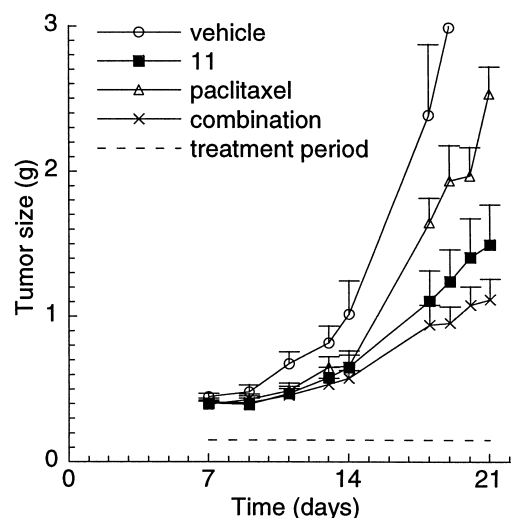 3
vehicle
11
paclitaxel
combination
treatment period
2
Tumor size (g)
1
0
0 7 14 21
Time (days)